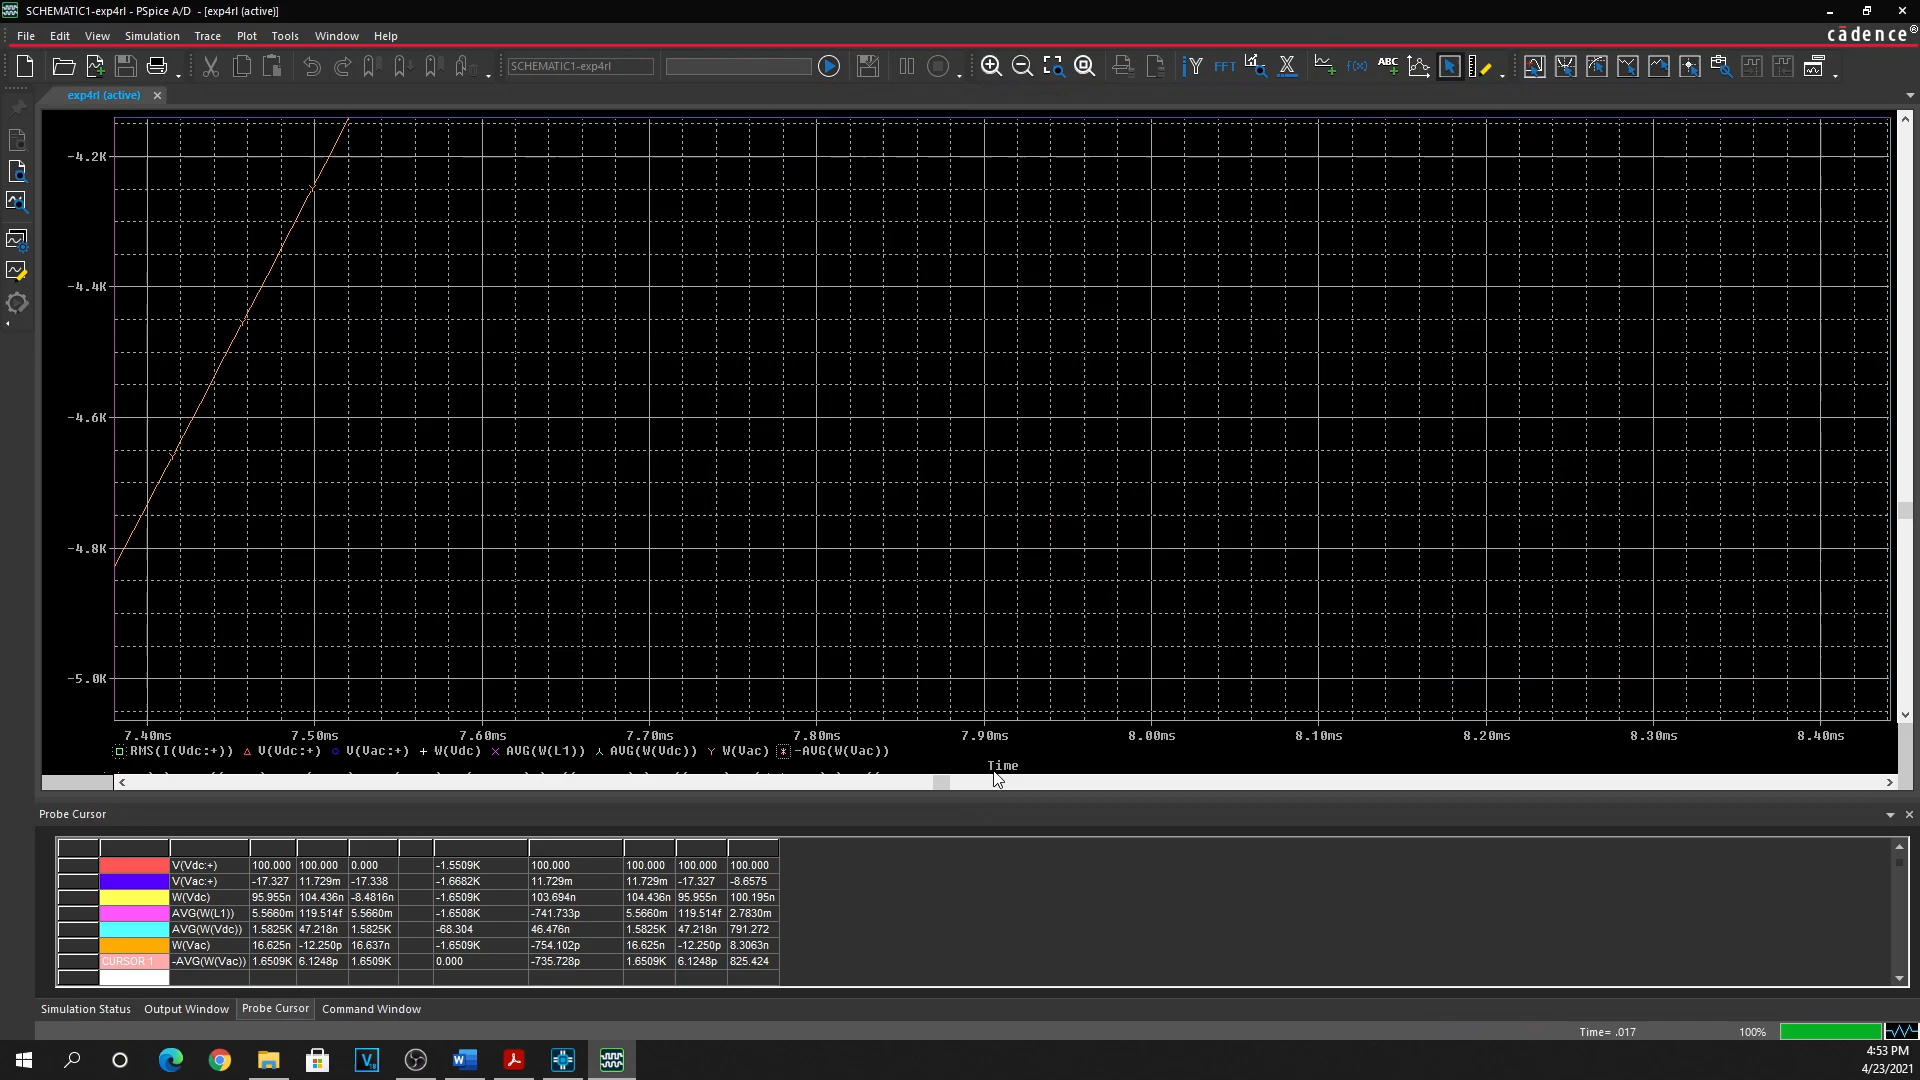 SCHEMATIC1-exp4rl - PSpice A/D - [exp4rl (active)]
File Edit View Simulation Trace Plot Tools Window Help
cādence®
SCHEMATIC1-exp4rl
Y FFT f(x) ABC
exp4rl (active)
-4.2K
-4.4K
-4.6K
-4.8K
-5.0K
7.40ms 7.50ms 7.60ms 7.70ms 7.80ms 7.90ms 8.00ms 8.10ms 8.20ms 8.30ms 8.40ms
RMS(I(Vdc:+)) V(Vdc:+) V(Vac:+) W(Vdc) AVG(W(L1)) AVG(W(Vdc)) W(Vac) -AVG(W(Vac))
Time
Probe Cursor
V(Vdc:+) 100.000 100.000 0.000 -1.5509K 100.000 100.000 100.000 100.000
V(Vac:+) -17.327 11.729m -17.338 -1.6682K 11.729m 11.729m -17.327 -8.6575
W(Vdc) 95.955n 104.436n -8.4816n -1.6509K 103.694n 104.436n 95.955n 100.195n
AVG(W(L1)) 5.5660m 119.514f 5.5660m -1.6508K -741.733p 5.5660m 119.514f 2.7830m
AVG(W(Vdc)) 1.5825K 47.218n 1.5825K -68.304 46.476n 1.5825K 47.218n 791.272
W(Vac) 16.625n -12.250p 16.637n -1.6509K -754.102p 16.625n -12.250p 8.3063n
CURSOR 1 -AVG(W(Vac)) 1.6509K 6.1248p 1.6509K 0.000 -735.728p 1.6509K 6.1248p 825.424
Simulation Status Output Window Probe Cursor Command Window
Time= .017 100%
4:53 PM
4/23/2021